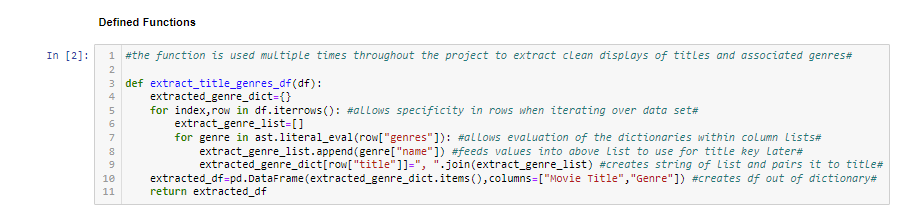 Defined Functions
In [2]: 1 #the function is used multiple times throughout the project to extract clean displays of titles and associated genres#
2
3 def extract_title_genres_df(df):
4     extracted_genre_dict={}
5     for index,row in df.iterrows(): #allows specificity in rows when iterating over data set#
6         extract_genre_list=[]
7         for genre in ast.literal_eval(row["genres"]): #allows evaluation of the dictionaries within column lists#
8             extract_genre_list.append(genre["name"]) #feeds values into above list to use for title key later#
9             extracted_genre_dict[row["title"]]=", ".join(extract_genre_list) #creates string of list and pairs it to title#
10     extracted_df=pd.DataFrame(extracted_genre_dict.items(),columns=["Movie Title","Genre"]) #creates df out of dictionary#
11     return extracted_df